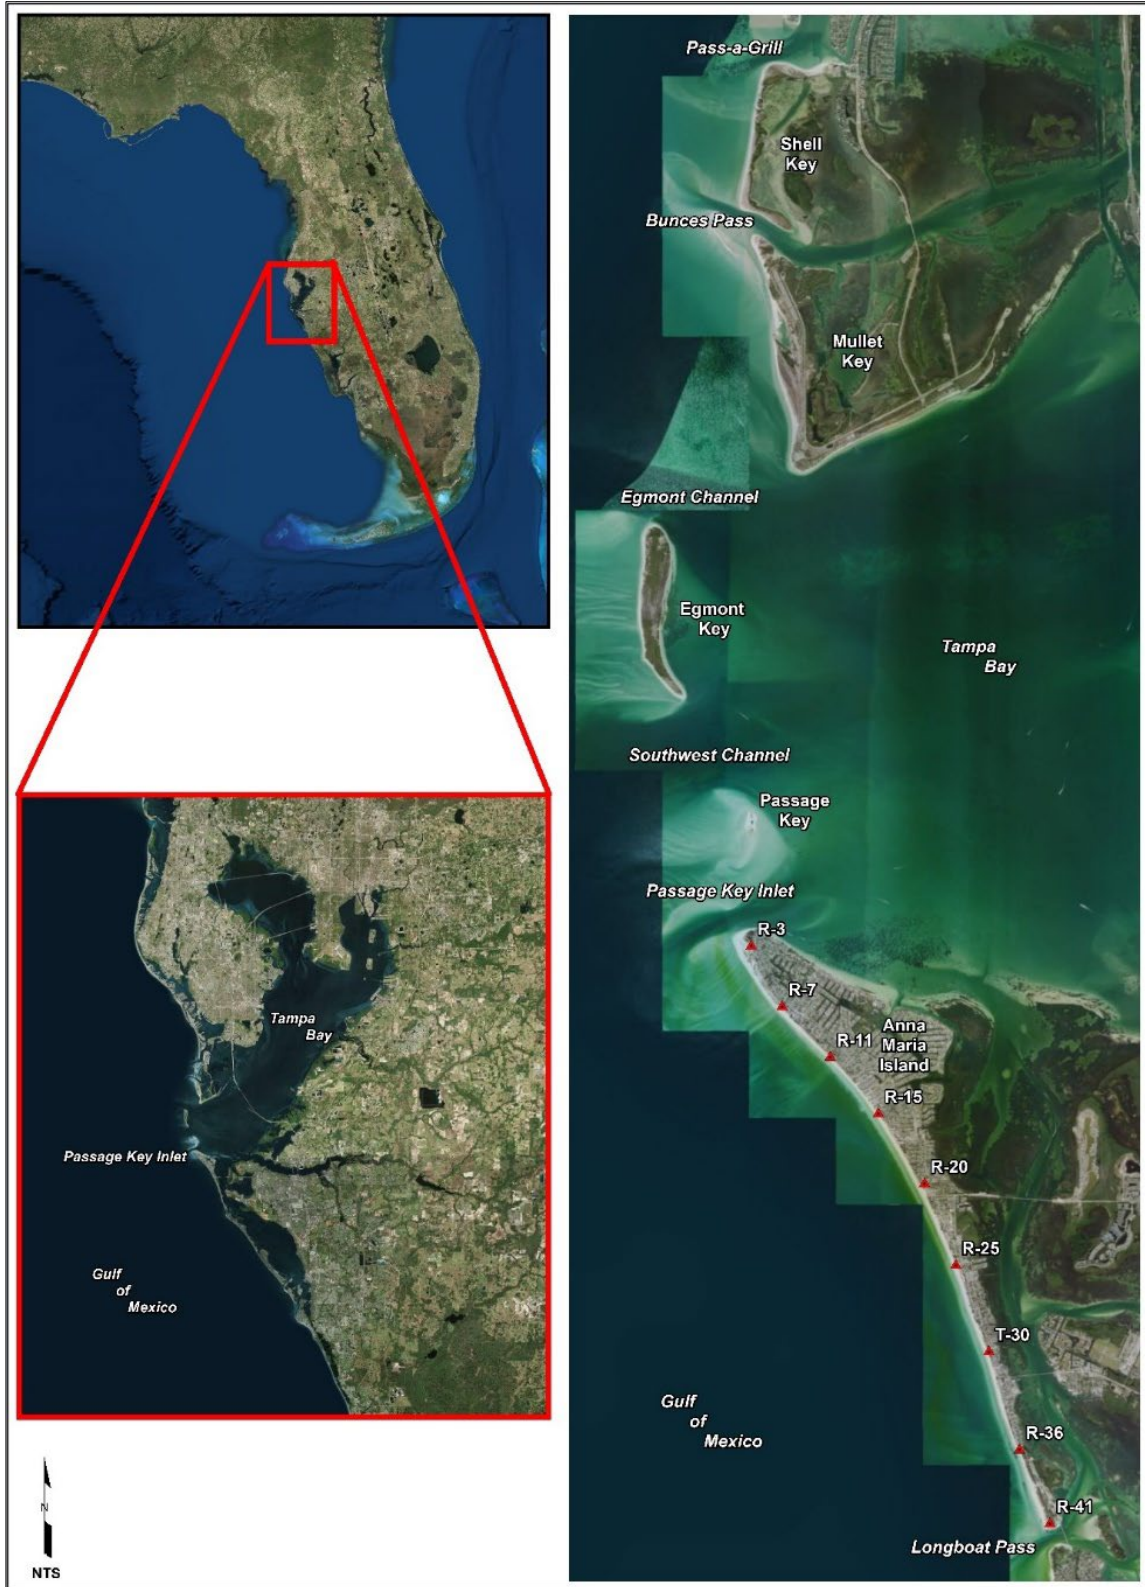 Tampa
Bay
Passage Key Inlet
Gulf
of
Mexico
N
NTS
Pass-a-Grill
Shell
Key
Bunces Pass
Mullet
Key
Egmont Channel
Egmont
Key
Tampa
Bay
Southwest Channel
Passage
Key
Passage Key Inlet
R-3
R-7
R-11
Anna
Maria
Island
R-15
R-20
R-25
T-30
Gulf
of
Mexico
R-36
R-41
Longboat Pass